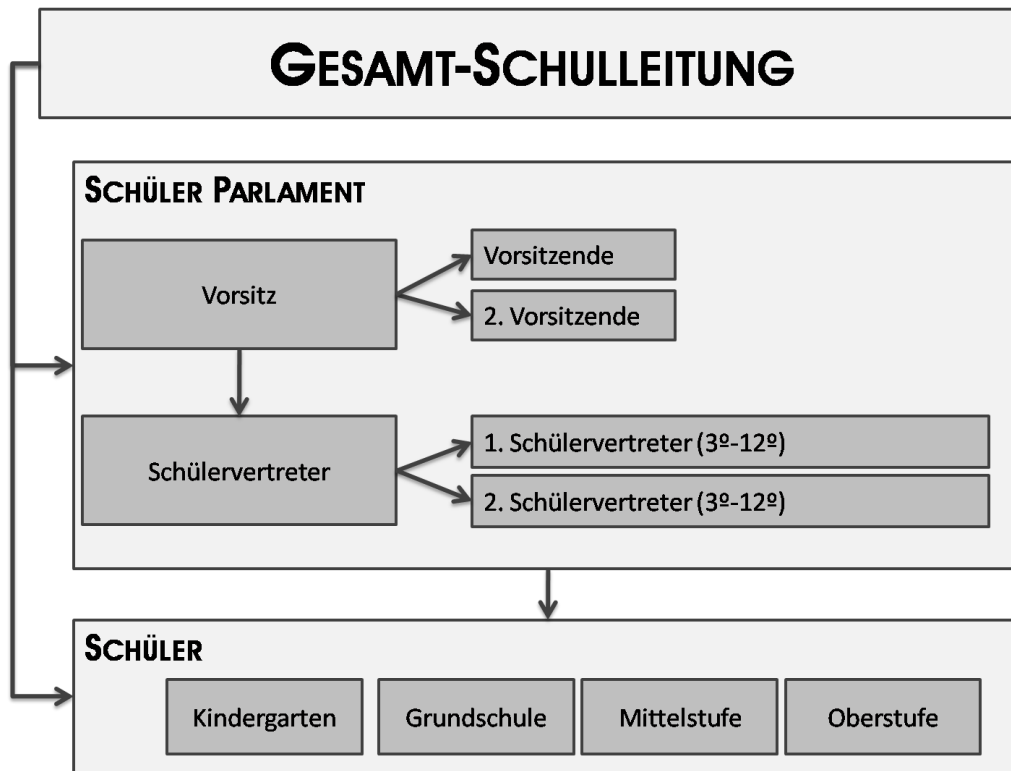 GESAMT-SCHULLEITUNG
SCHÜLER PARLAMENT
Vorsitz
Vorsitzende
2. Vorsitzende
Schülervertreter
1. Schülervertreter (3º-12º)
2. Schülervertreter (3º-12º)
SCHÜLER
Kindergarten
Grundschule
Mittelstufe
Oberstufe